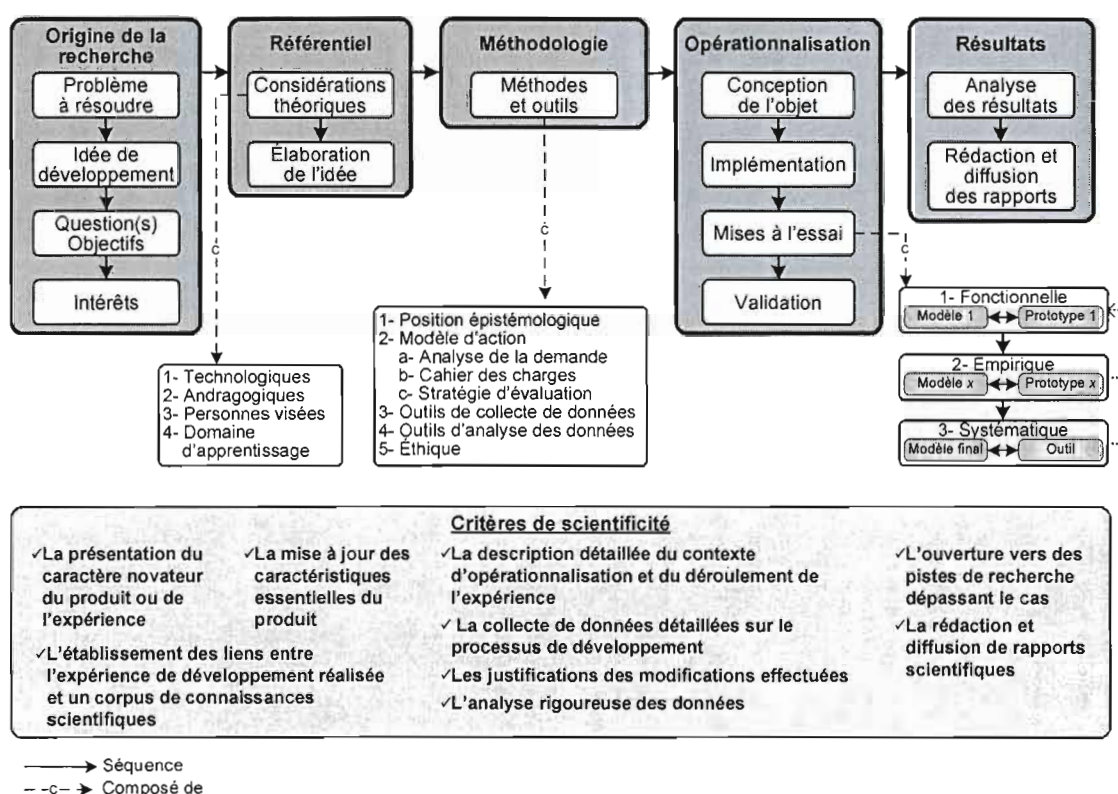 Origine de la
recherche
Problème
à résoudre
Idée de
développement
Question(s)
Objectifs
Intérêts
Référentiel
Considérations
théoriques
Élaboration
de l'idée
Méthodologie
Méthodes
et outils
Opérationnalisation
Conception
de l'objet
Implémentation
Mises à l'essai
Validation
Résultats
Analyse
des résultats
Rédaction et
diffusion
des rapports
c
c
c
1- Technologiques
2- Andragogiques
3- Personnes visées
4- Domaine
d'apprentissage
1- Position épistémologique
2- Modèle d'action
a- Analyse de la demande
b- Cahier des charges
c- Stratégie d'évaluation
3- Outils de collecte de données
4- Outils d'analyse des données
5- Éthique
1- Fonctionnelle
Modèle 1 Prototype 1
2- Empirique
Modèle x Prototype x
3- Systématique
Modèle final Outil
Critères de scientificité
✓La présentation du
caractère novateur
du produit ou de
l'expérience
✓La mise à jour des
caractéristiques
essentielles du
produit
✓L'établissement des liens entre
l'expérience de développement réalisée
et un corpus de connaissances
scientifiques
✓La description détaillée du contexte
d'opérationnalisation et du déroulement de
l'expérience
✓La collecte de données détaillées sur le
processus de développement
✓Les justifications des modifications effectuées
✓L'analyse rigoureuse des données
✓L'ouverture vers des
pistes de recherche
dépassant le cas
✓La rédaction et
diffusion de rapports
scientifiques
Séquence
c Composé de